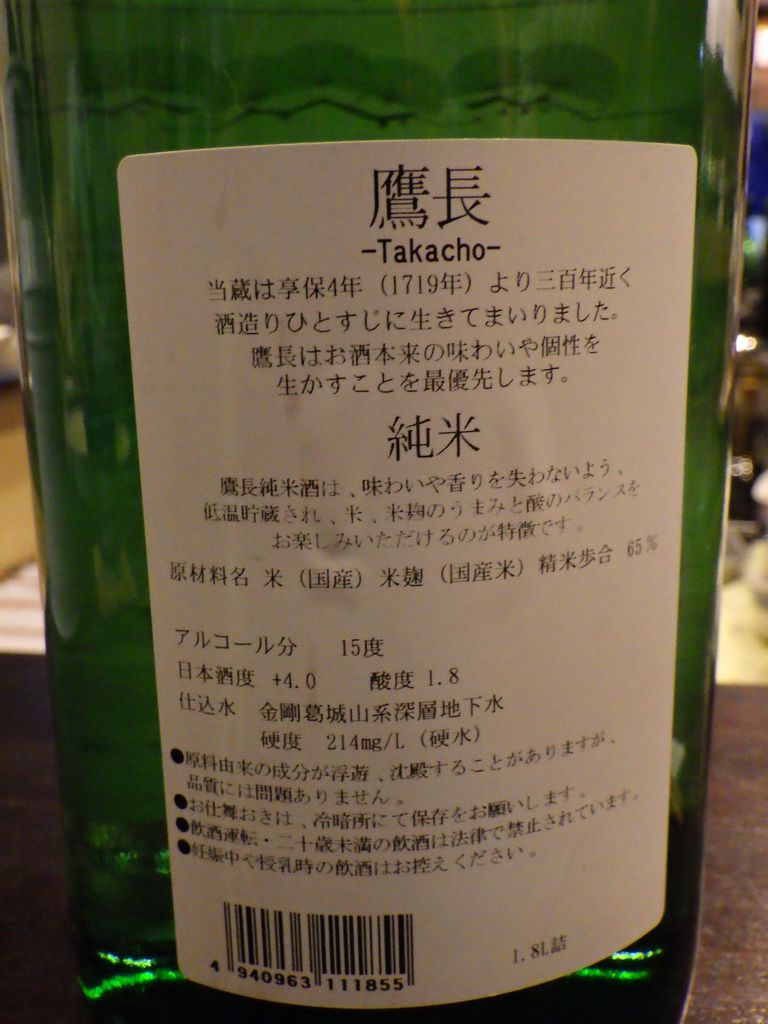 鷹長
-Takacho-
当蔵は享保4年（1719年）より三百年近く
酒造りひとすじに生きてまいりました。
鷹長はお酒本来の味わいや個性を
生かすことを最優先します。
純米
鷹長純米酒は、味わいや香りを失わないよう、
低温貯蔵され、米、米麹のうまみと酸のバランスを
お楽しみいただけるのが特徴です。
原材料名 米（国産）米麹（国産米）精米歩合 65％
アルコール分 15度
日本酒度 +4.0 酸度 1.8
仕込水 金剛葛城山系深層地下水
硬度 214mg/L（硬水）
●原料由来の成分が浮遊、沈殿することがありますが、
品質には問題ありません。
●お仕舞おきは、冷暗所にて保存をお願いします。
●飲酒運転・二十歳未満の飲酒は法律で禁止されています。
●妊娠中や授乳時の飲酒はお控えください。
4 940963 111855
1.8L詰